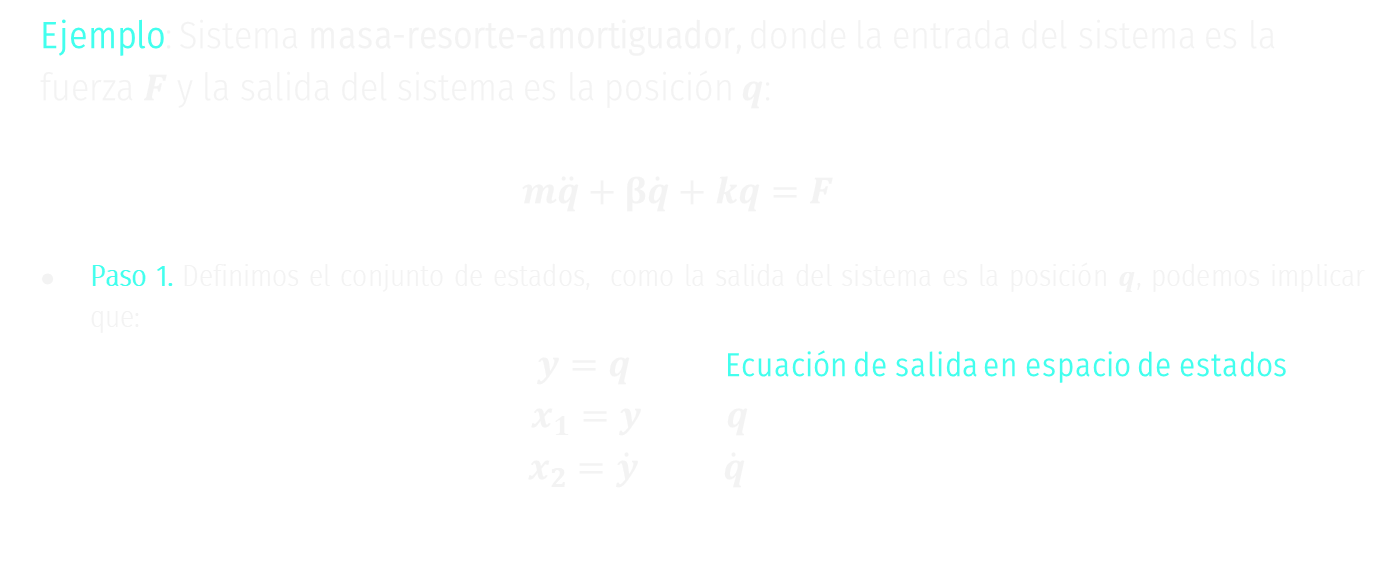 Ejemplo. Sistema masa-resorte-amortiguador, donde la entrada del sistema es la
fuerza F y la salida del sistema es la posición q:
mq̈ + βq̇ + kq = F
• Paso 1. Definimos el conjunto de estados, como la salida del sistema es la posición q, podemos implicar
que:
y = q Ecuación de salida en espacio de estados
x₁ = y q
x₂ = ẏ q̇